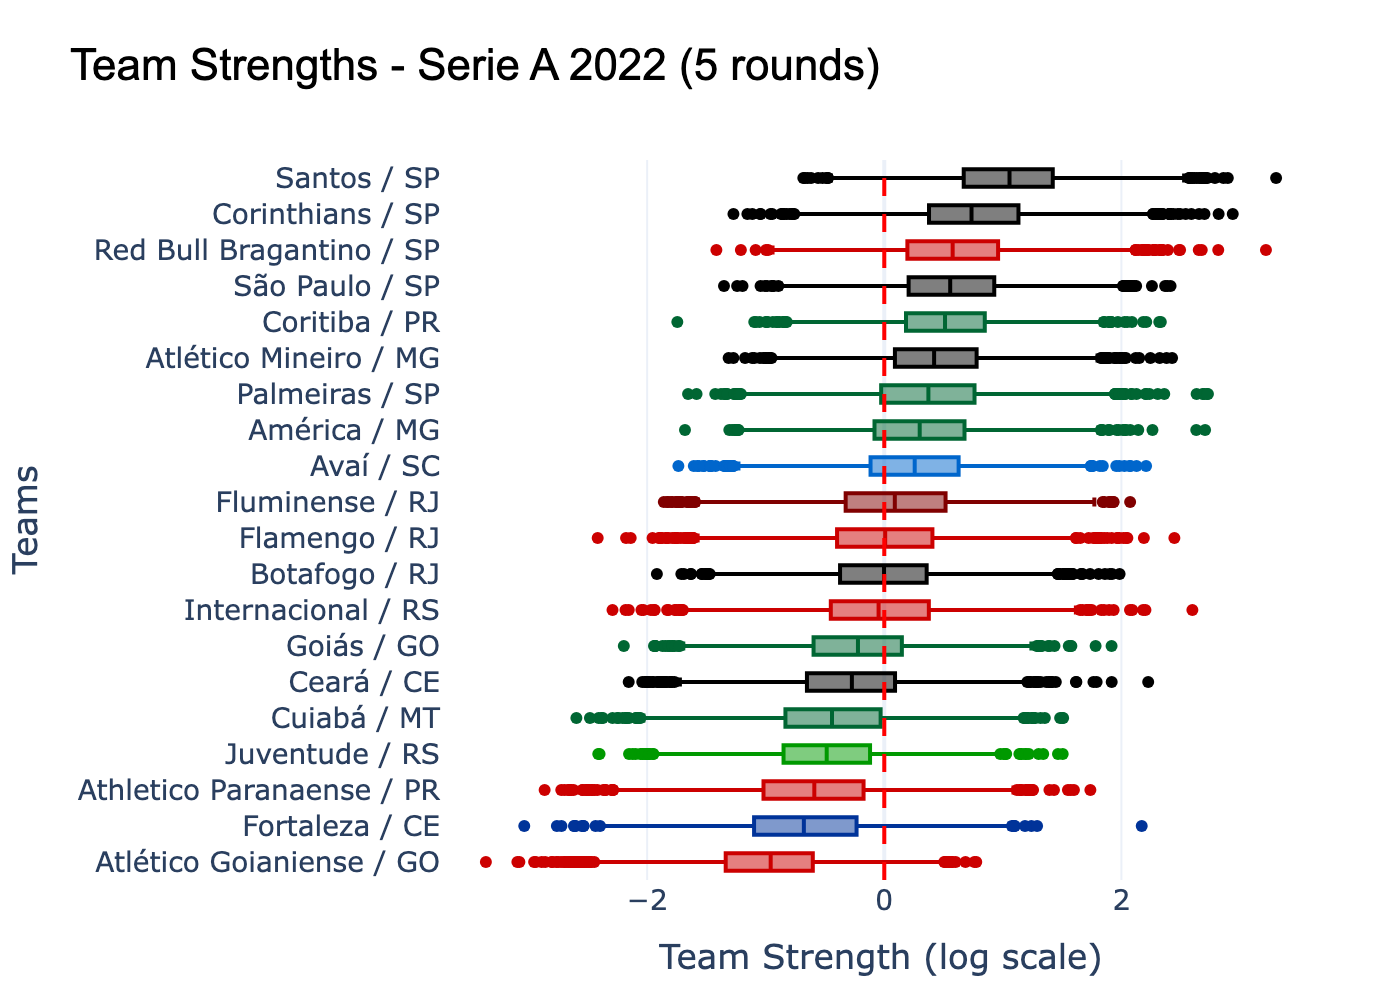 Team Strengths - Serie A 2022 (5 rounds)
Teams
Santos / SP
Corinthians / SP
Red Bull Bragantino / SP
São Paulo / SP
Coritiba / PR
Atlético Mineiro / MG
Palmeiras / SP
América / MG
Avaí / SC
Fluminense / RJ
Flamengo / RJ
Botafogo / RJ
Internacional / RS
Goiás / GO
Ceará / CE
Cuiabá / MT
Juventude / RS
Athletico Paranaense / PR
Fortaleza / CE
Atlético Goianiense / GO
−2 0 2
Team Strength (log scale)